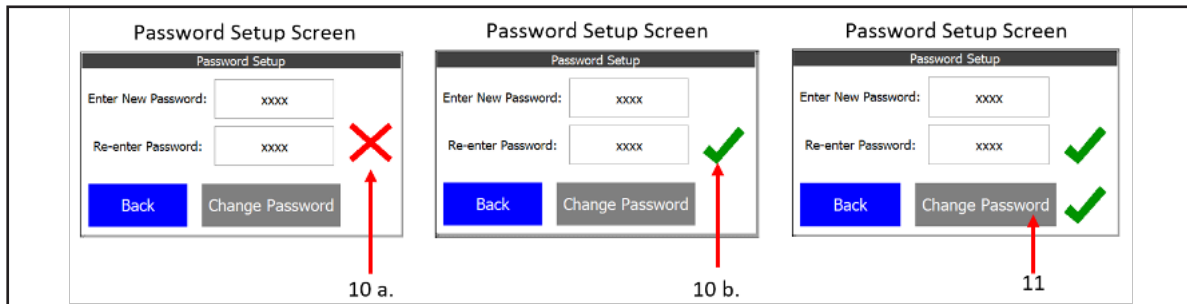 Password Setup Screen
Password Setup
Enter New Password: xxxx
Re-enter Password: xxxx
Back Change Password
10 a.
Password Setup Screen
Password Setup
Enter New Password: xxxx
Re-enter Password: xxxx
Back Change Password
10 b.
Password Setup Screen
Password Setup
Enter New Password: xxxx
Re-enter Password: xxxx
Back Change Password
11